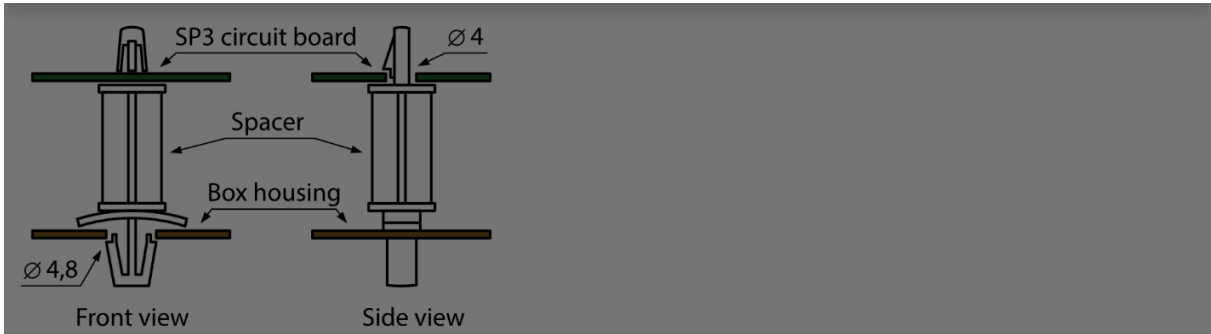 SP3 circuit board
∅ 4
Spacer
Box housing
∅ 4,8
Front view
Side view